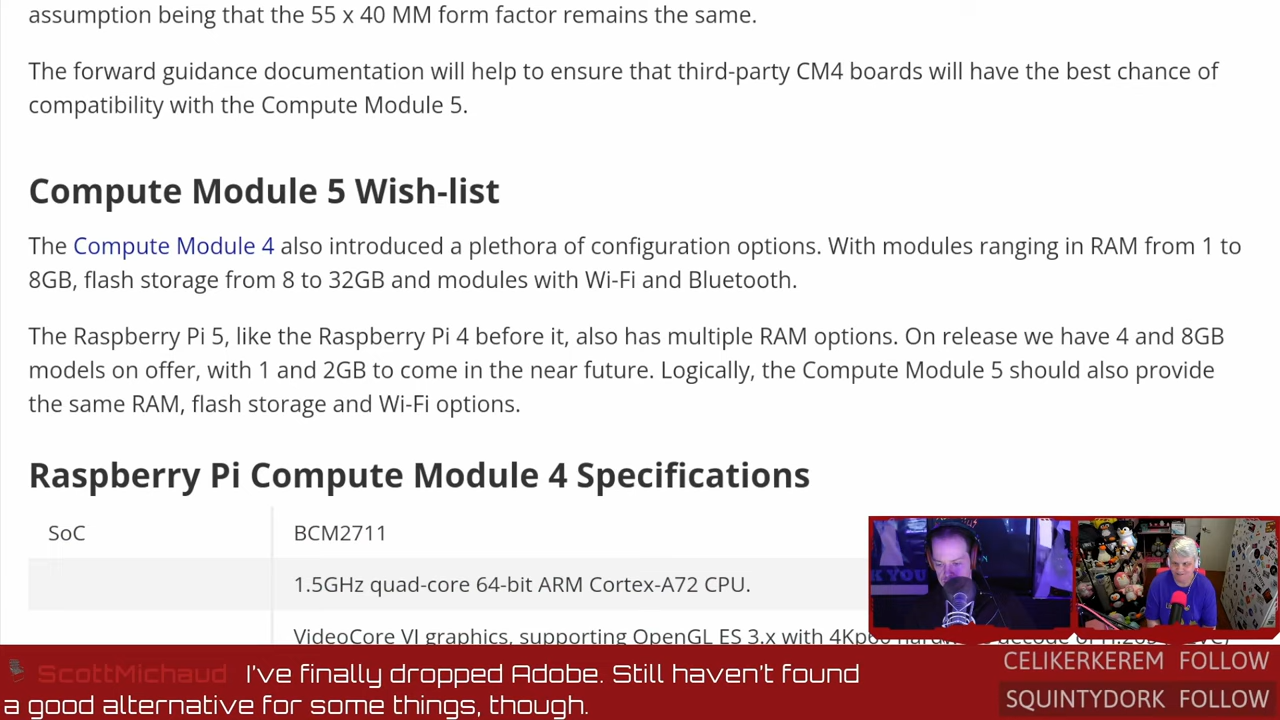 assumption being that the 55 x 40 MM form factor remains the same.
The forward guidance documentation will help to ensure that third-party CM4 boards will have the best chance of
compatibility with the Compute Module 5.
Compute Module 5 Wish-list
The Compute Module 4 also introduced a plethora of configuration options. With modules ranging in RAM from 1 to
8GB, flash storage from 8 to 32GB and modules with Wi-Fi and Bluetooth.
The Raspberry Pi 5, like the Raspberry Pi 4 before it, also has multiple RAM options. On release we have 4 and 8GB
models on offer, with 1 and 2GB to come in the near future. Logically, the Compute Module 5 should also provide
the same RAM, flash storage and Wi-Fi options.
Raspberry Pi Compute Module 4 Specifications
SoC BCM2711
1.5GHz quad-core 64-bit ARM Cortex-A72 CPU.
VideoCore VI graphics, supporting OpenGL ES 3.x with
ScottMichaud I've finally dropped Adobe. Still haven't found
a good alternative for some things, though.
CELIKERKEREM FOLLOW
SQUINTYDORK FOLLOW